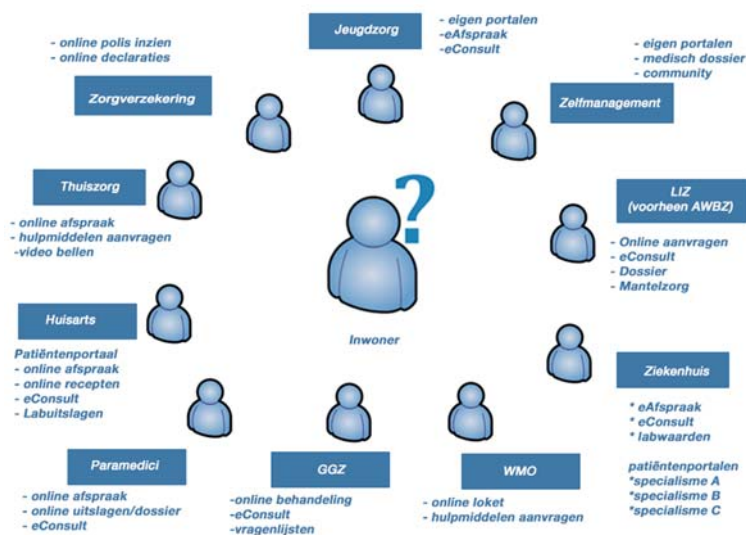 Jeugdzorg
- eigen portalen
-eAfspraak
-eConsult
- online polis inzien
- online declaraties
Zorgverzekering
- eigen portalen
- medisch dossier
- community
Zelfmanagement
Thuiszorg
- online afspraak
- hulpmiddelen aanvragen
-video bellen
?
Inwoner
LIZ
(voorheen AWBZ)
- Online aanvragen
- eConsult
- Dossier
- Mantelzorg
Huisarts
Patiëntenportaal
- online afspraak
- online recepten
- eConsult
- Labuitslagen
Ziekenhuis
* eAfspraak
* eConsult
* labwaarden
patiëntenportalen
*specialisme A
*specialisme B
*specialisme C
Paramedici
- online afspraak
- online uitslagen/dossier
- eConsult
GGZ
-online behandeling
-eConsult
-vragenlijsten
WMO
- online loket
- hulpmiddelen aanvragen